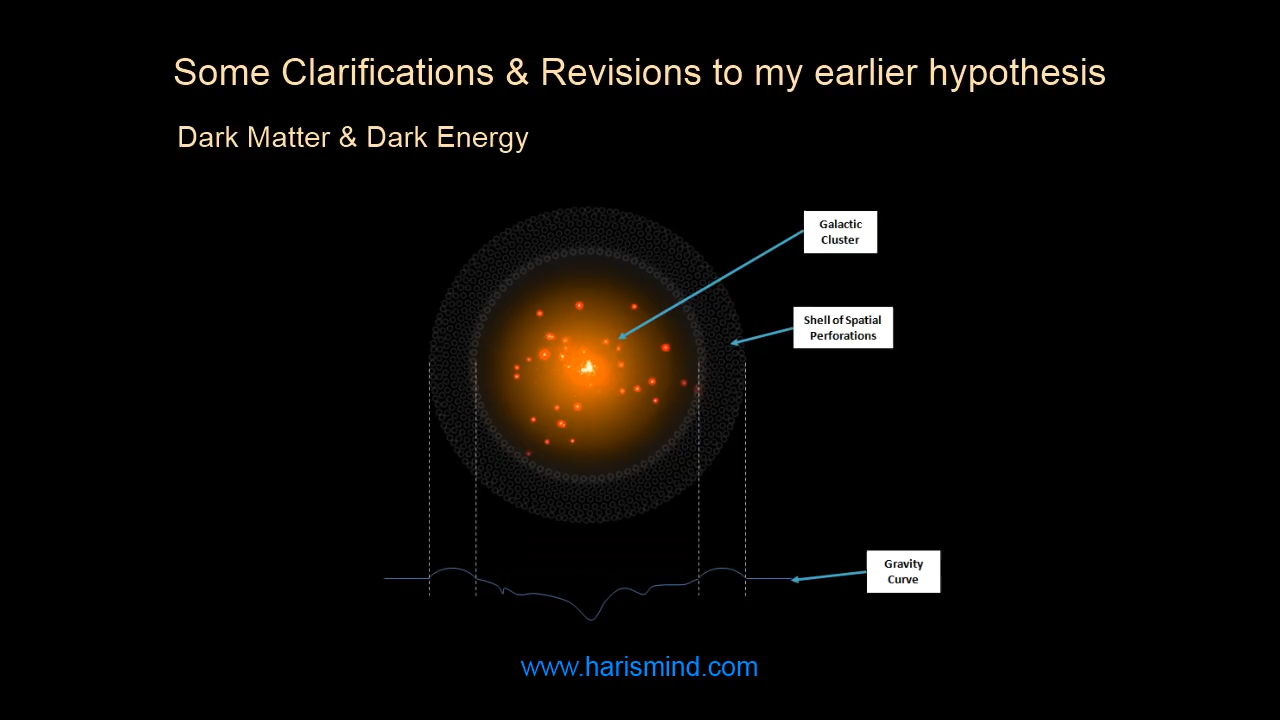 Some Clarifications & Revisions to my earlier hypothesis
Dark Matter & Dark Energy
Galactic
Cluster
Shell of Spatial
Perforations
Gravity
Curve
www.harismind.com